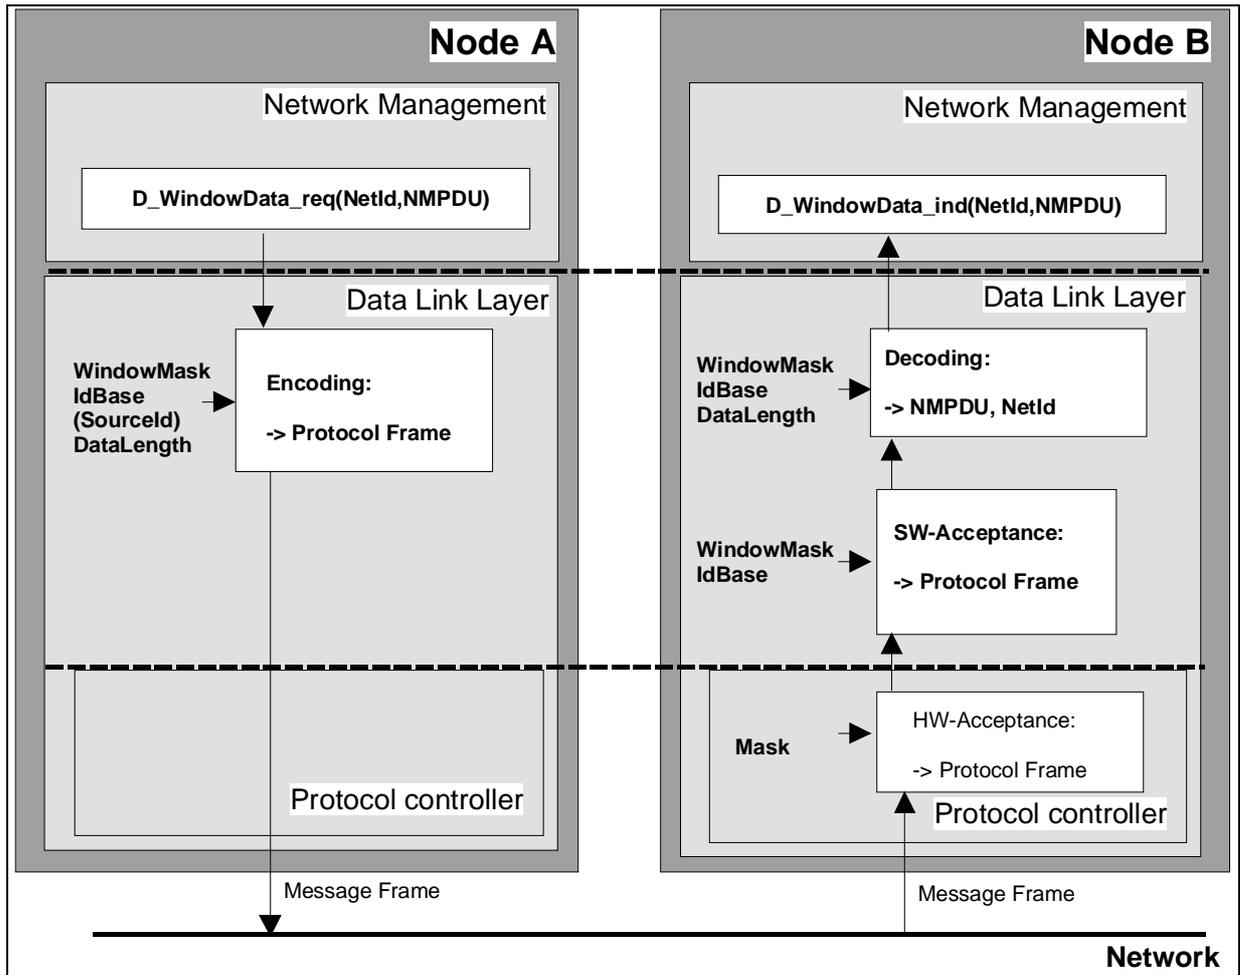 Node A
Network Management
D_WindowData_req(NetId,NMPDU)
Data Link Layer
WindowMask
IdBase
(SourceId)
DataLength
Encoding:
-> Protocol Frame
Protocol controller
Message Frame
Node B
Network Management
D_WindowData_ind(NetId,NMPDU)
Data Link Layer
WindowMask
IdBase
DataLength
Decoding:
-> NMPDU, NetId
WindowMask
IdBase
SW-Acceptance:
-> Protocol Frame
Mask
HW-Acceptance:
-> Protocol Frame
Protocol controller
Message Frame
Network